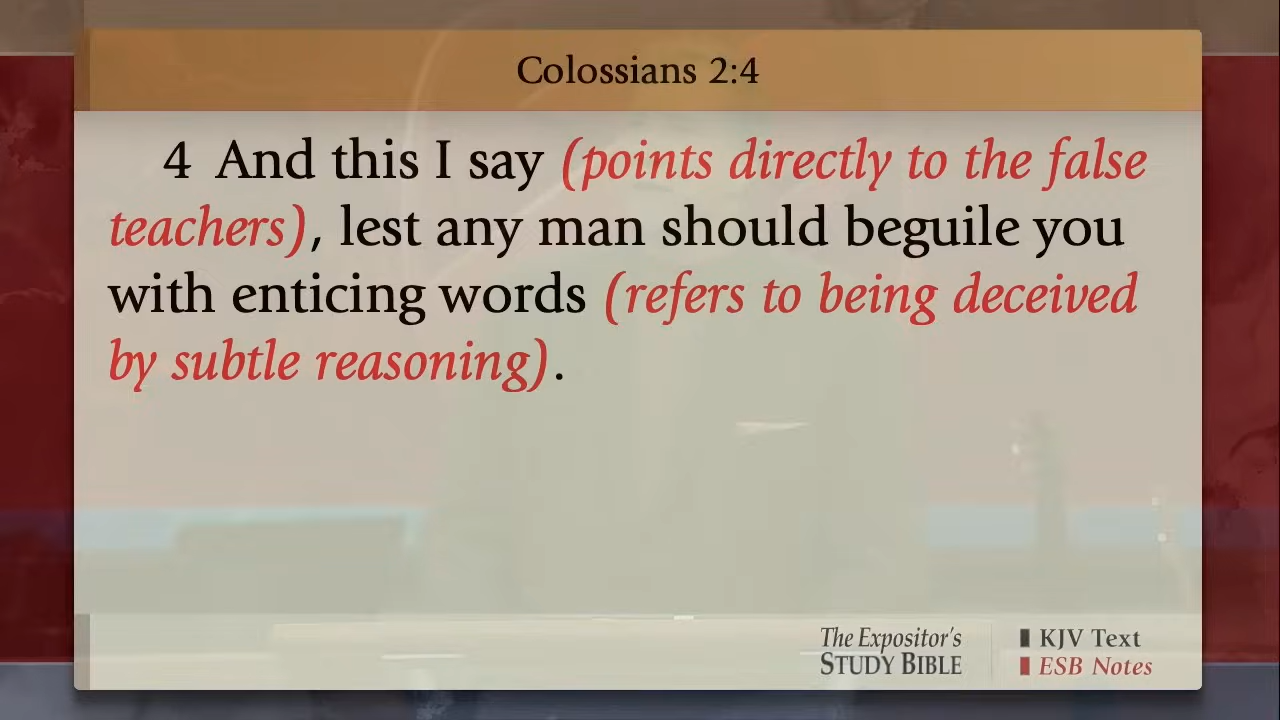 Colossians 2:4
4 And this I say (points directly to the false
teachers), lest any man should beguile you
with enticing words (refers to being deceived
by subtle reasoning).
The Expositor's
STUDY BIBLE
KJV Text
ESB Notes